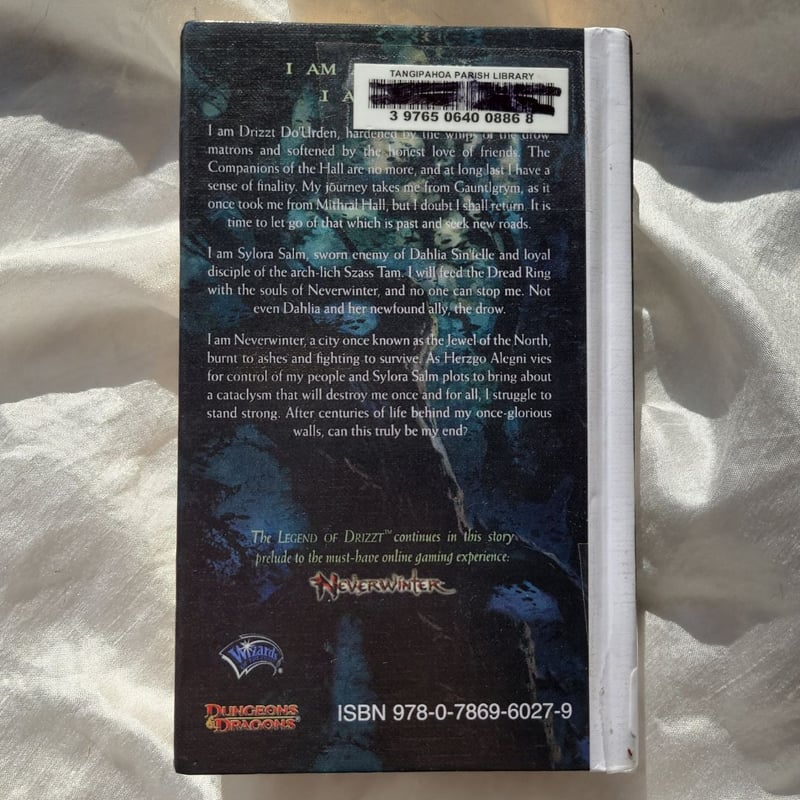 I AM
I A
TANGIPAHOA PARISH LIBRARY
3 9765 0640 0886 8
I am Drizzt Do'Urden, hardened by the whips of the drow
matrons and softened by the honest love of friends. The
Companions of the Hall are no more, and at long last I have a
sense of finality. My journey takes me from Gauntlgrym, as it
once took me from Mithral Hall, but I doubt I shall return. It is
time to let go of that which is past and seek new roads.
I am Sylora Salm, sworn enemy of Dahlia Sin'felle and loyal
disciple of the arch-lich Szass Tam. I will feed the Dread Ring
with the souls of Neverwinter, and no one can stop me. Not
even Dahlia and her newfound ally, the drow.
I am Neverwinter, a city once known as the Jewel of the North,
burnt to ashes and fighting to survive. As Herzgo Alegni vies
for control of my people and Sylora Salm plots to bring about
a cataclysm that will destroy me once and for all, I struggle to
stand strong. After centuries of life behind my once-glorious
walls, can this truly be my end?
The LEGEND OF DRIZZT™ continues in this story
prelude to the must-have online gaming experience:
NEVERWINTER
Wizards
DUNGEONS
& DRAGONS®
ISBN 978-0-7869-6027-9